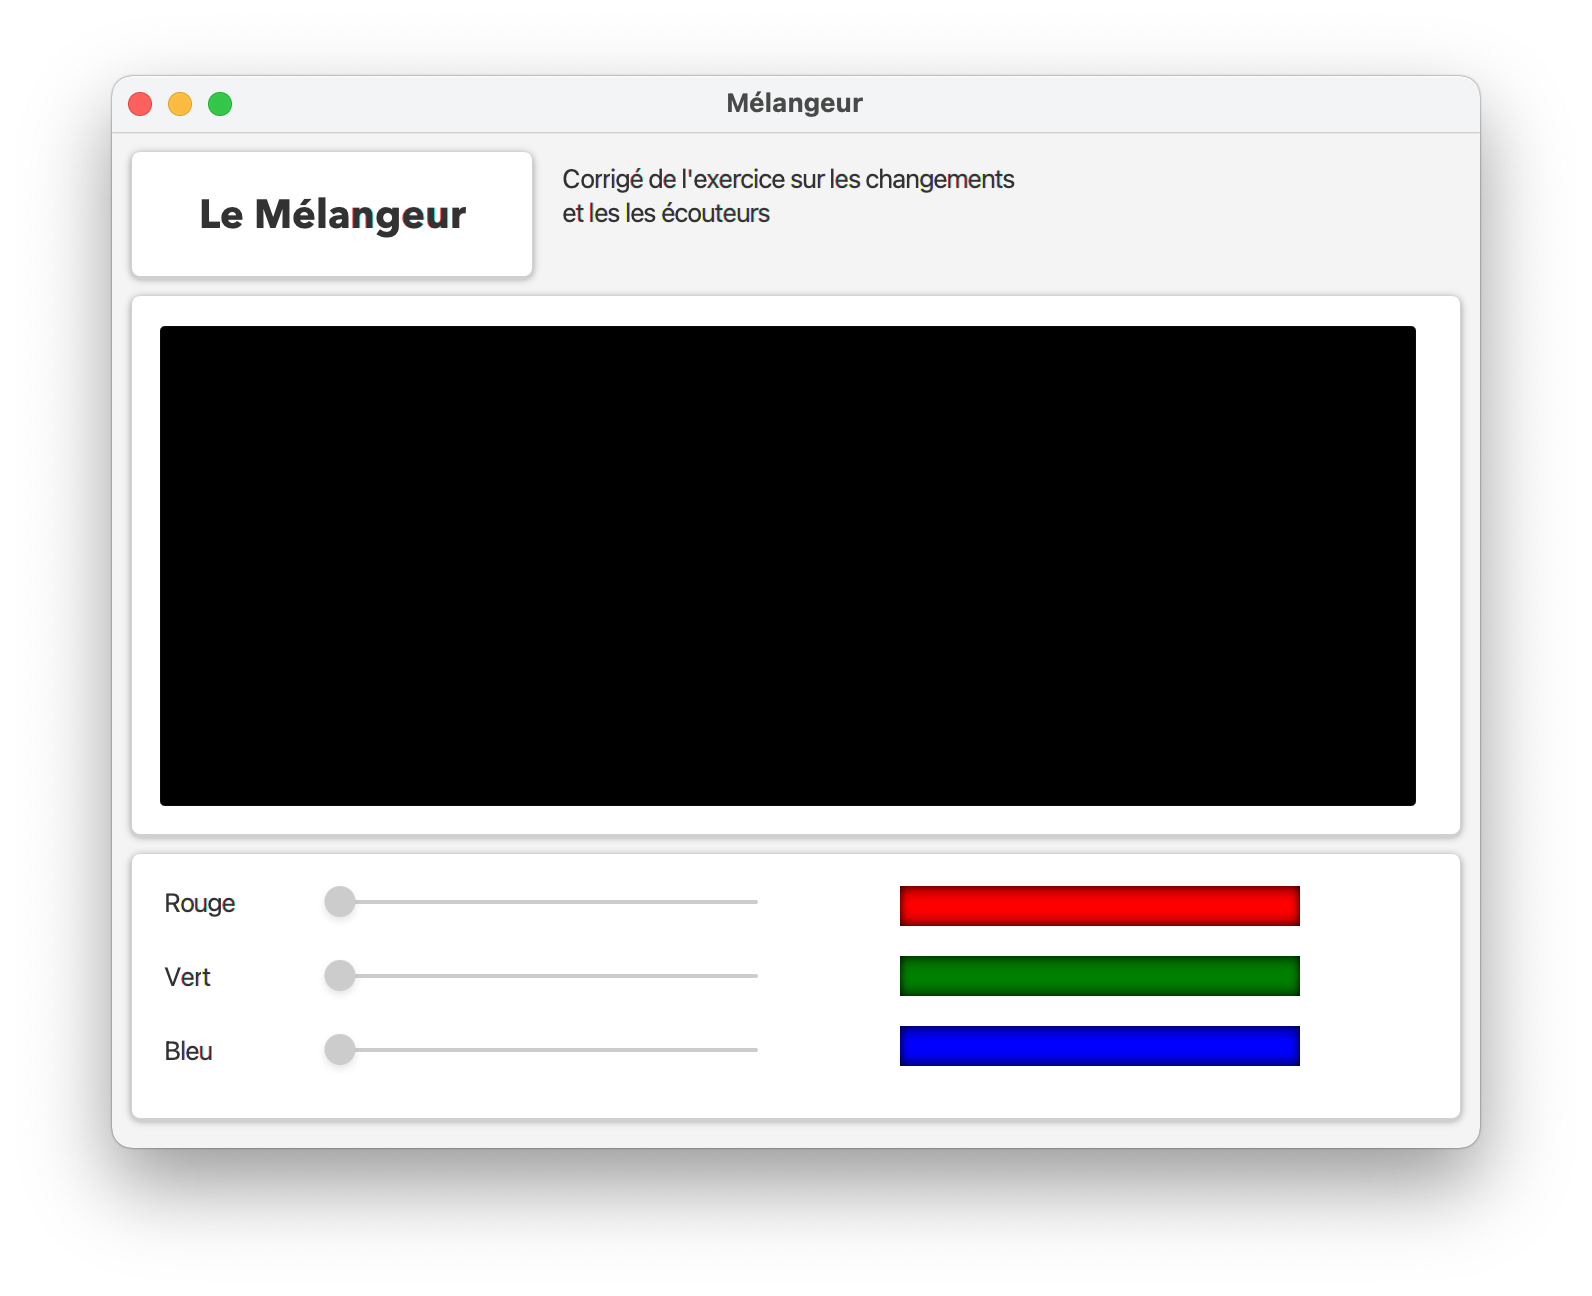 Mélangeur
Le Mélangeur
Corrigé de l'exercice sur les changements
et les les écouteurs
Rouge
Vert
Bleu